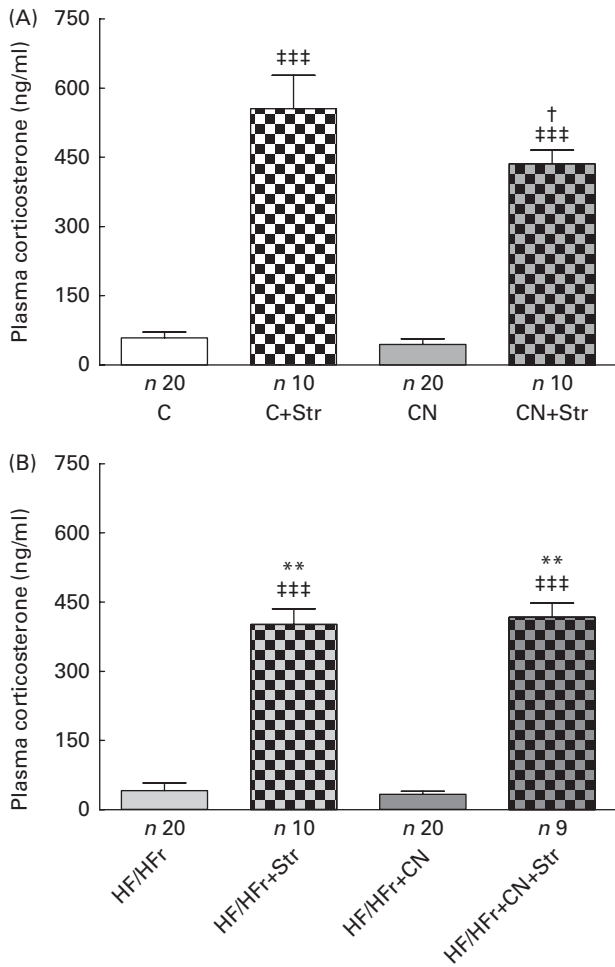 (A)
Plasma corticosterone (ng/ml)
750
600
450
300
150
0
‡‡‡
†
‡‡‡
n 20 n 10 n 20 n 10
C C+Str CN CN+Str
(B)
Plasma corticosterone (ng/ml)
750
600
450
300
150
0
** **
‡‡‡ ‡‡‡
n 20 n 10 n 20 n 9
HF/HFr HF/HFr+Str HF/HFr+CN HF/HFr+CN+Str